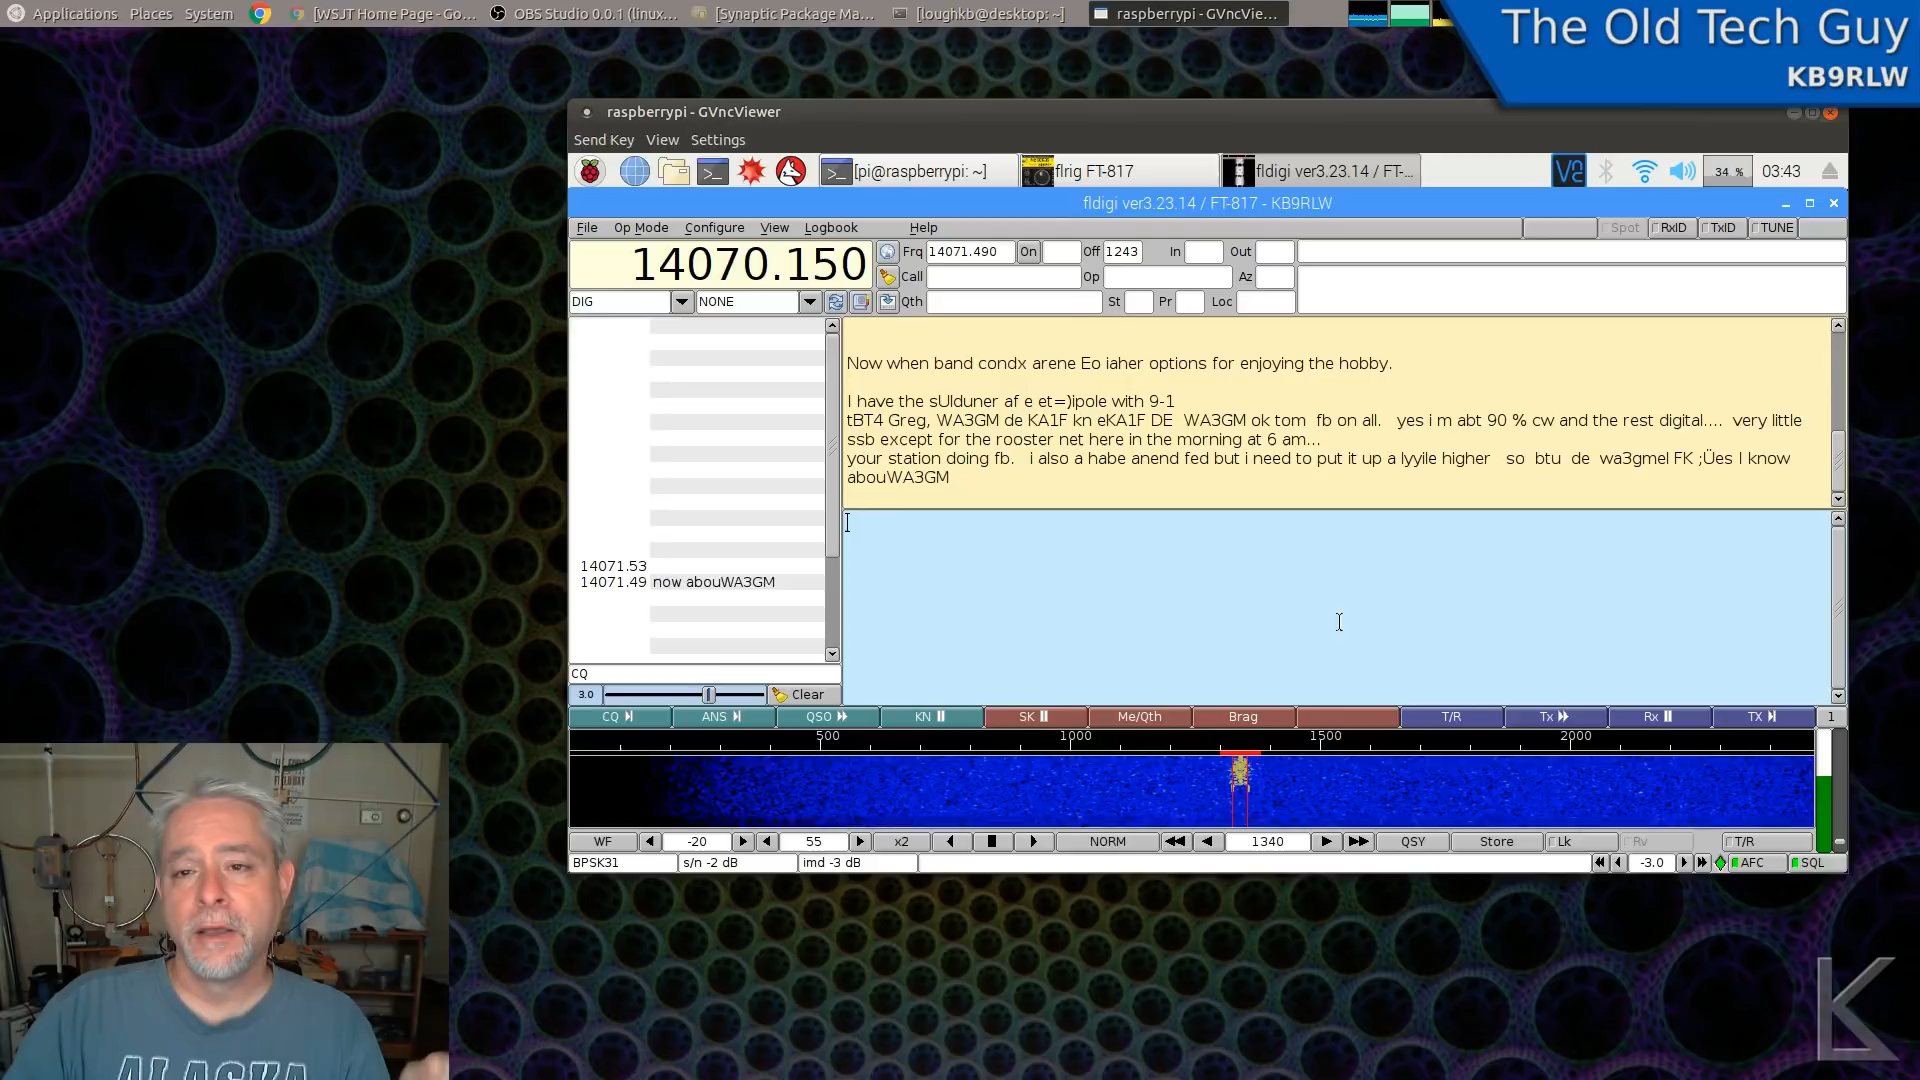 Applications Places System [WSJT Home Page - Go... OBS Studio 0.0.1 (linux... [Synaptic Package Ma... [loughkb@desktop: ~] raspberrypi - GVncVie...
The Old Tech Guy
KB9RLW
raspberrypi - GVncViewer
Send Key View Settings
[pi@raspberrypi: ~] flrig FT-817 fldigi ver3.23.14 / FT-... 34 % 03:43
fldigi ver3.23.14 / FT-817 - KB9RLW
File Op Mode Configure View Logbook Help Spot RxID TxID TUNE
14070.150 Frq 14071.490 On Off 1243 In Out
Call Op Az
DIG NONE Qth St Pr Loc
Now when band condx arene Eo iaher options for enjoying the hobby.
I have the sUlduner af e et=)ipole with 9-1
tBT4 Greg, WA3GM de KA1F kn eKA1F DE WA3GM ok tom fb on all. yes i m abt 90 % cw and the rest digital.... very little
ssb except for the rooster net here in the morning at 6 am...
your station doing fb. i also a habe anend fed but i need to put it up a lyyile higher so btu de wa3gmel FK ;Ües I know
abouWA3GM
14071.53
14071.49 now abouWA3GM
CQ
3.0 Clear
CQ ANS QSO KN SK Me/Qth Brag T/R Tx Rx TX 1
500 1000 1500 2000
WF -20 55 x2 NORM 1340 QSY Store Lk Rv T/R
BPSK31 s/n -2 dB imd -3 dB -3.0 AFC SQL
ALASKA
K